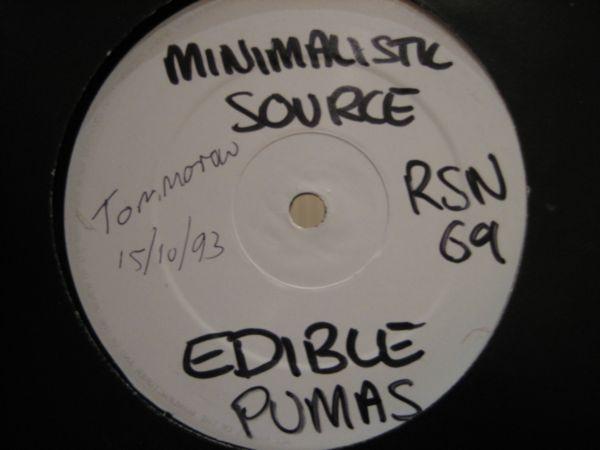 MINIMALISTIC
SOURCE
Tommorow
15/10/93
RSN
69
EDIBLE
PUMAS